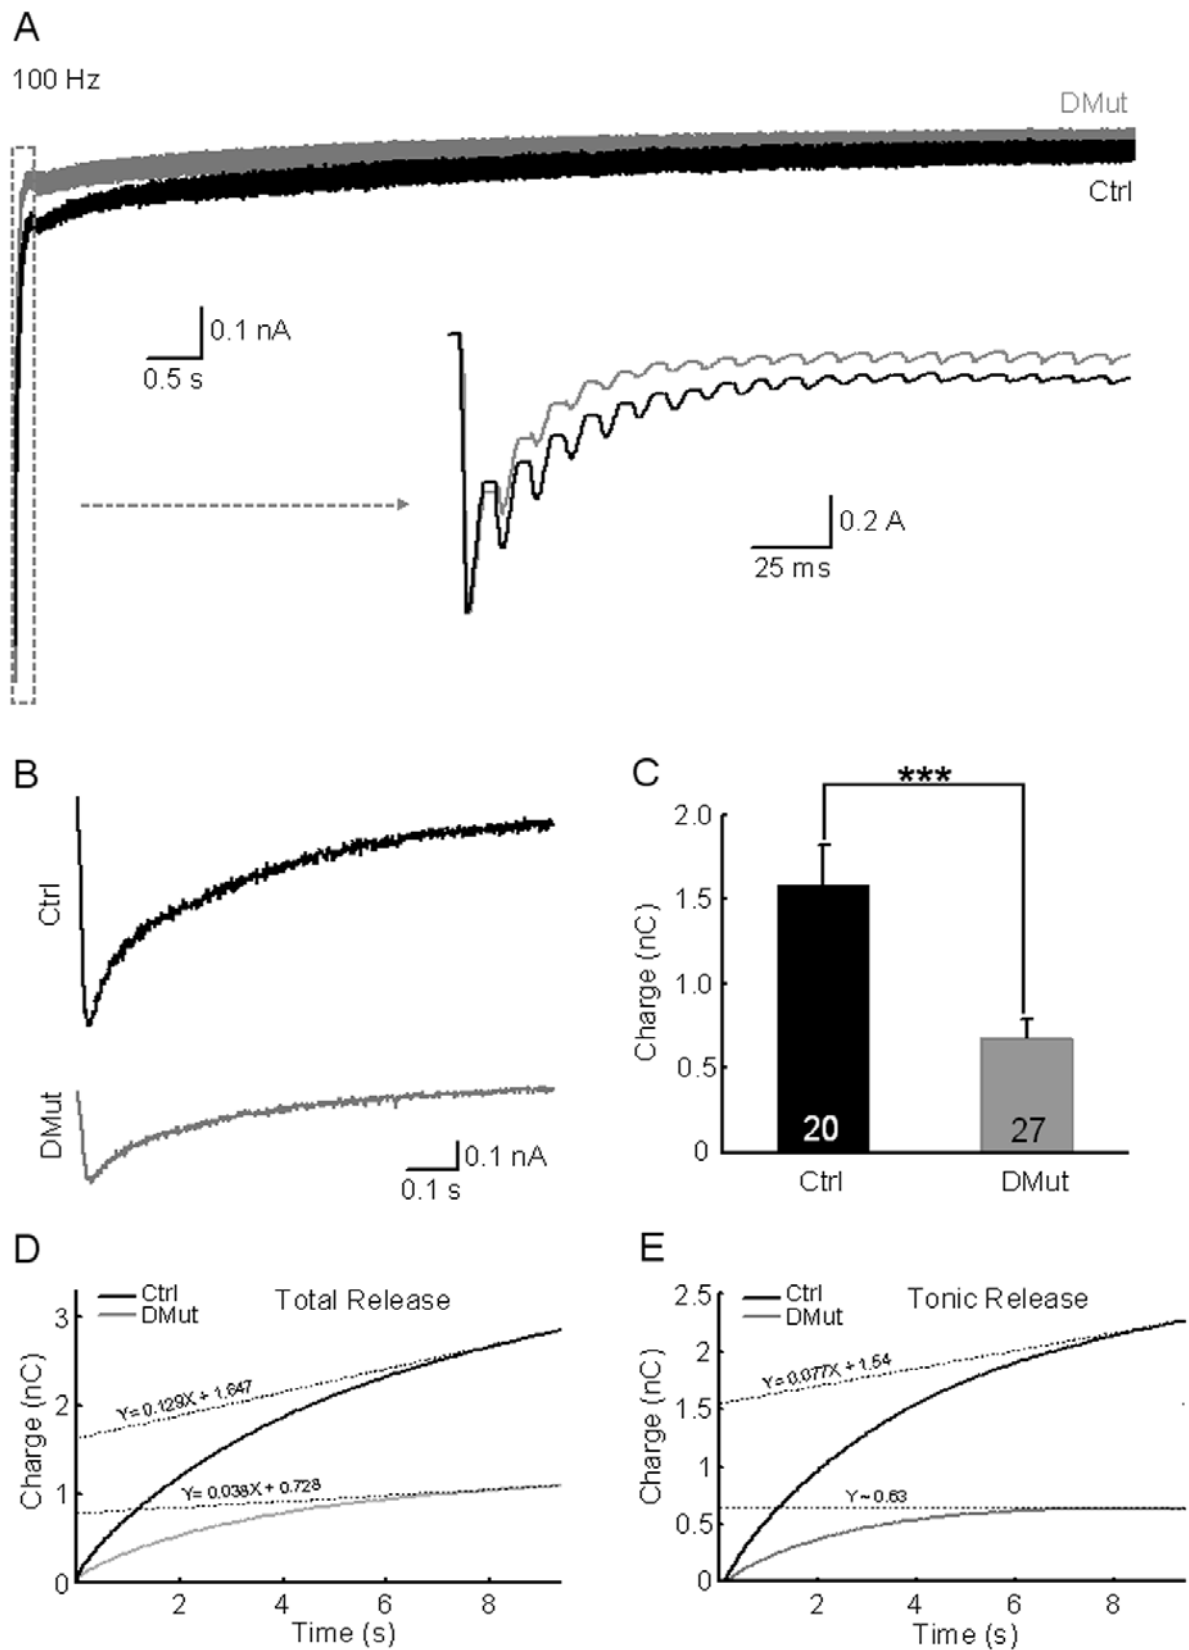 A
100 Hz
DMut
Ctrl
0.1 nA
0.5 s
0.2 A
25 ms
B
Ctrl
DMut
0.1 nA
0.1 s
C
***
Charge (nC)
2.0
1.5
1.0
0.5
0
20
27
Ctrl
DMut
D
Ctrl
DMut
Total Release
Charge (nC)
3
2
1
0
Y= 0.129X + 1.647
Y= 0.038X + 0.728
2
4
6
8
Time (s)
E
Ctrl
DMut
Tonic Release
Charge (nC)
2.5
2
1.5
1
0.5
0
Y= 0.077X + 1.54
Y ~ 0.63
2
4
6
8
Time (s)